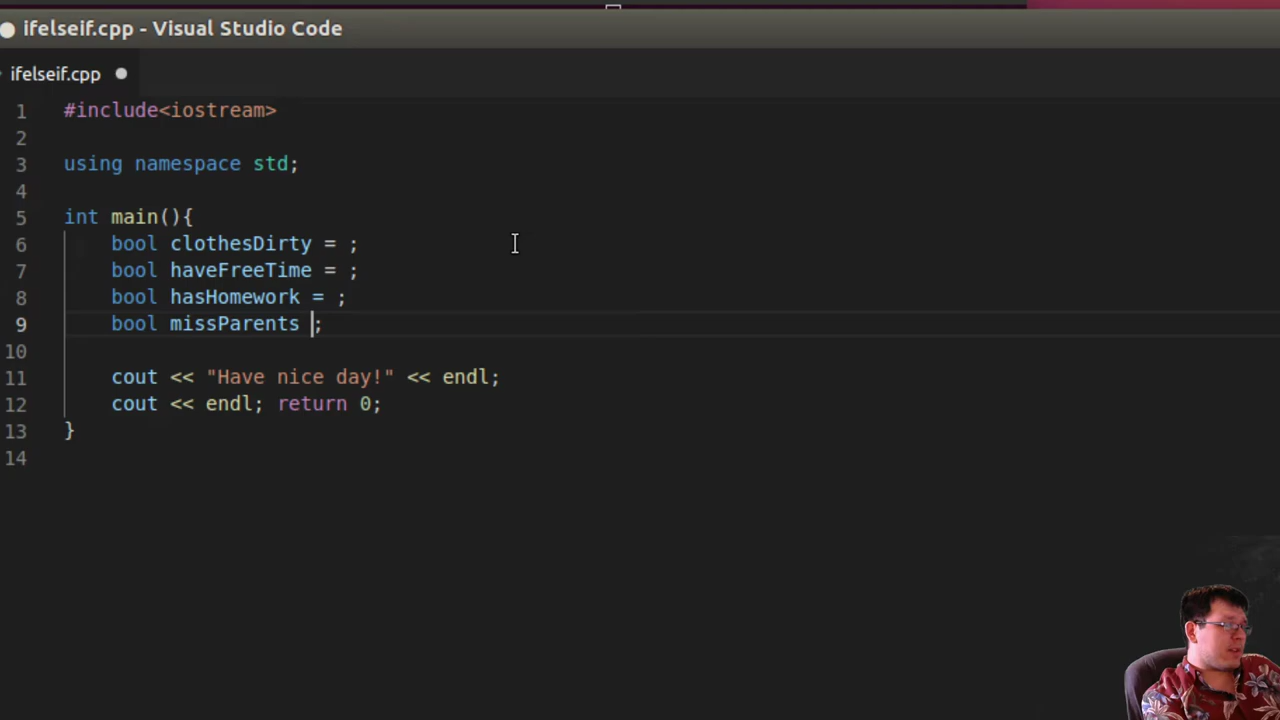 ifelseif.cpp - Visual Studio Code
ifelseif.cpp
1 #include<iostream>
2
3 using namespace std;
4
5 int main(){
6 bool clothesDirty = ;
7 bool haveFreeTime = ;
8 bool hasHomework = ;
9 bool missParents ;
10
11 cout << "Have nice day!" << endl;
12 cout << endl; return 0;
13 }
14